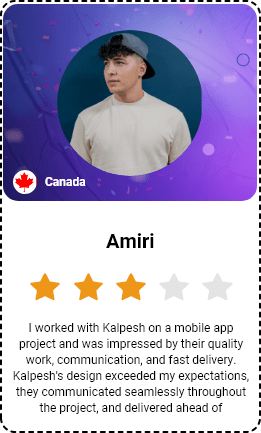 Canada
Amiri
I worked with Kalpesh on a mobile app
project and was impressed by their quality
work, communication, and fast delivery.
Kalpesh's design exceeded my expectations,
they communicated seamlessly throughout
the project, and delivered ahead of